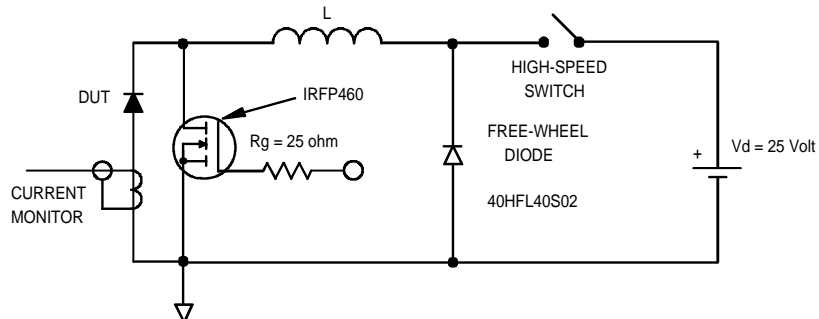 L
HIGH-SPEED
SWITCH
DUT
IRFP460
Rg = 25 ohm
FREE-WHEEL
DIODE
Vd = 25 Volt
+
CURRENT
MONITOR
40HFL40S02